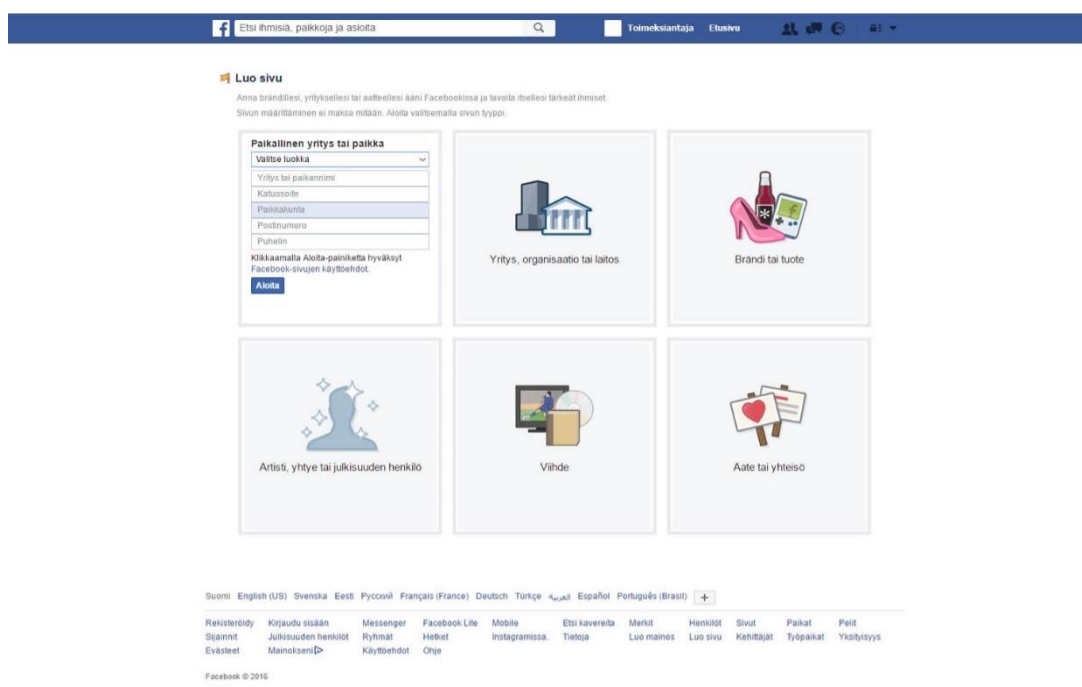 Etsi ihmisiä, paikkoja ja asioita
Toimeksiantaja Etusivu
Luo sivu
Anna brändillesi, yrityksellesi tai aatteellesi ääni Facebookissa ja tavoita itsellesi tärkeät ihmiset.
Sivun määrittäminen ei maksa mitään. Aloita valitsemalla sivun tyyppi.
Paikallinen yritys tai paikka
Valitse luokka
Yritys tai paikannimi
Katuosoite
Paikkakunta
Postinumero
Puhelin
Klikkaamalla Aloita-painiketta hyväksyt
Facebook-sivujen käyttöehdot.
Aloita
Yritys, organisaatio tai laitos
Brändi tai tuote
Artisti, yhtye tai julkisuuden henkilö
Viihde
Aate tai yhteisö
Suomi English (US) Svenska Eesti Русский Français (France) Deutsch Türkçe العربية Español Português (Brasil) +
Rekisteröidy Kirjaudu sisään Messenger Facebook Lite Mobile Etsi kavereita Merkit Henkilöt Sivut Paikat Pelit
Sijainnit Julkisuuden henkilöt Ryhmät Hetket Instagramissa. Tietoja Luo mainos Luo sivu Kehittäjät Työpaikat Yksityisyys
Evästeet Mainokseni Käyttöehdot Ohje
Facebook © 2016